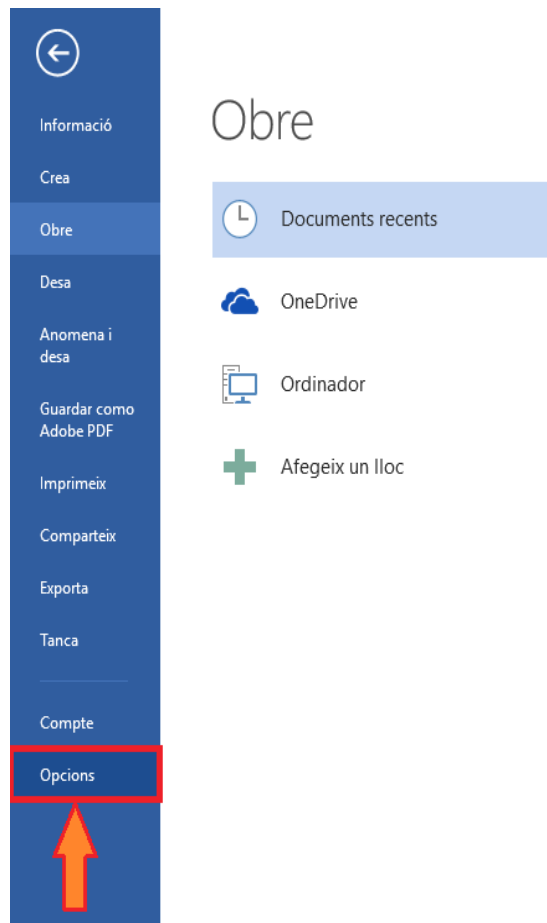 Informació
Crea
Obre
Desa
Anomena i
desa
Guardar como
Adobe PDF
Imprimeix
Comparteix
Exporta
Tanca
Compte
Opcions
Obre
Documents recents
OneDrive
Ordinador
Afegeix un lloc